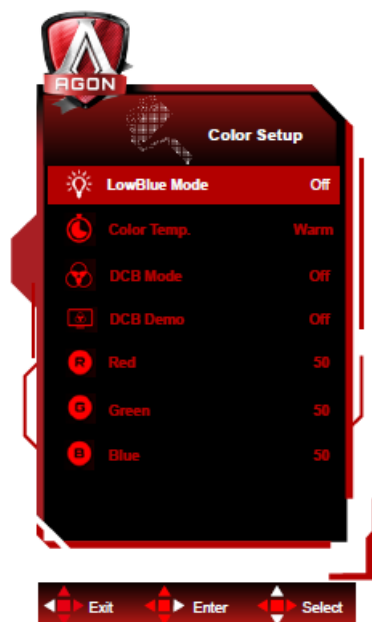 AGON
Color Setup
LowBlue Mode Off
Color Temp. Warm
DCB Mode Off
DCB Demo Off
R Red 50
G Green 50
B Blue 50
Exit Enter Select